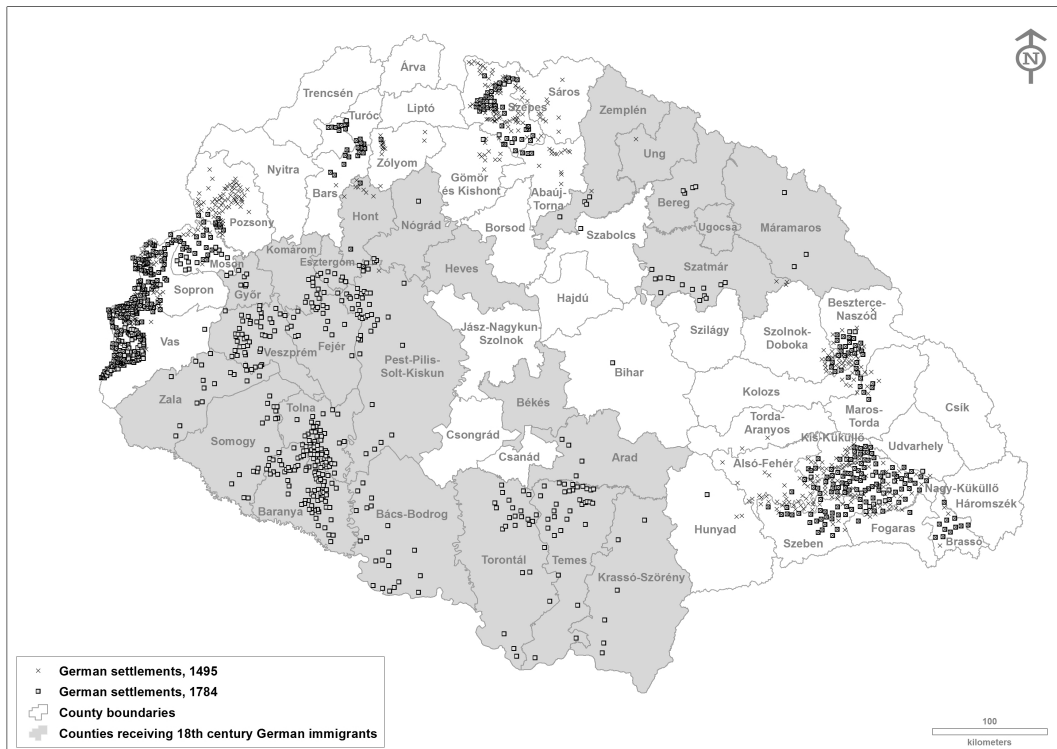 N
Árva
Trencsén
Liptó
Turóc
Szepes
Sáros
Zemplén
Ung
Nyitra
Zólyom
Bars
Gömör
és Kishont
Abaúj-
Torna
Bereg
Ugocsa
Máramaros
Pozsony
Hont
Nógrád
Borsod
Szabolcs
Moson
Komárom
Esztergom
Heves
Szatmár
Sopron
Győr
Hajdú
Beszterce-
Naszód
Vas
Veszprém
Fejér
Jász-Nagykun-
Szolnok
Szilágy
Szolnok-
Doboka
Pest-Pilis-
Solt-Kiskun
Bihar
Zala
Tolna
Békés
Kolozs
Maros-
Torda
Csík
Somogy
Csongrád
Torda-
Aranyos
Kis-Küküllő
Udvarhely
Csanád
Arad
Alsó-Fehér
Nagy-Küküllő
Háromszék
Baranya
Bács-Bodrog
Hunyad
Szeben
Fogaras
Brassó
Torontál
Temes
Krassó-Szörény
German settlements, 1495
German settlements, 1784
County boundaries
Counties receiving 18th century German immigrants
100
kilometers